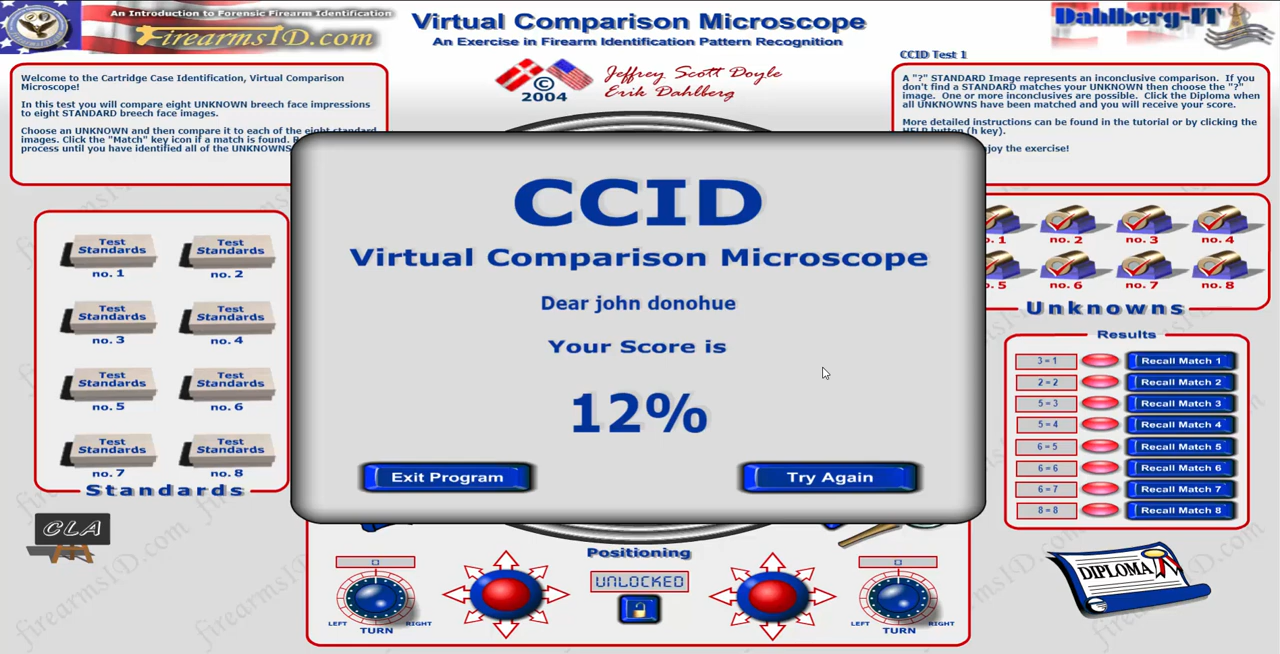 An Introduction to Forensic Firearm Identification
FirearmsID.com
Virtual Comparison Microscope
An Exercise in Firearm Identification Pattern Recognition
Dahlberg-IT
CCID Test 1
© 2004
Jeffrey Scott Doyle
Erik Dahlberg
Welcome to the Cartridge Case Identification, Virtual Comparison
Microscope!
In this test you will compare eight UNKNOWN breech face impressions
to eight STANDARD breech face images.
Choose an UNKNOWN and then compare it to each of the eight standard
images. Click the "Match" key icon if a match is found.
process until you have identified all of the UNKNOWNS
A "?" STANDARD Image represents an inconclusive comparison. If you
don't find a STANDARD matches your UNKNOWN then choose the "?"
image. One or more inconclusives are possible. Click the Diploma when
all UNKNOWNS have been matched and you will receive your score.
More detailed instructions can be found in the tutorial or by clicking the
HELP button (h key).
njoy the exercise!
CCID
Virtual Comparison Microscope
Dear john donohue
Your Score is
12%
Exit Program
Try Again
Test Standards no. 1
Test Standards no. 2
Test Standards no. 3
Test Standards no. 4
Test Standards no. 5
Test Standards no. 6
Test Standards no. 7
Test Standards no. 8
Standards
CLA
o. 1 no. 2 no. 3 no. 4
.5 no. 6 no. 7 no. 8
Unknowns
Results
3 = 1 Recall Match 1
2 = 2 Recall Match 2
5 = 3 Recall Match 3
5 = 4 Recall Match 4
6 = 5 Recall Match 5
6 = 6 Recall Match 6
6 = 7 Recall Match 7
8 = 8 Recall Match 8
DIPLOMA
Positioning
UNLOCKED
LEFT TURN RIGHT
LEFT TURN RIGHT
firearmsID.com